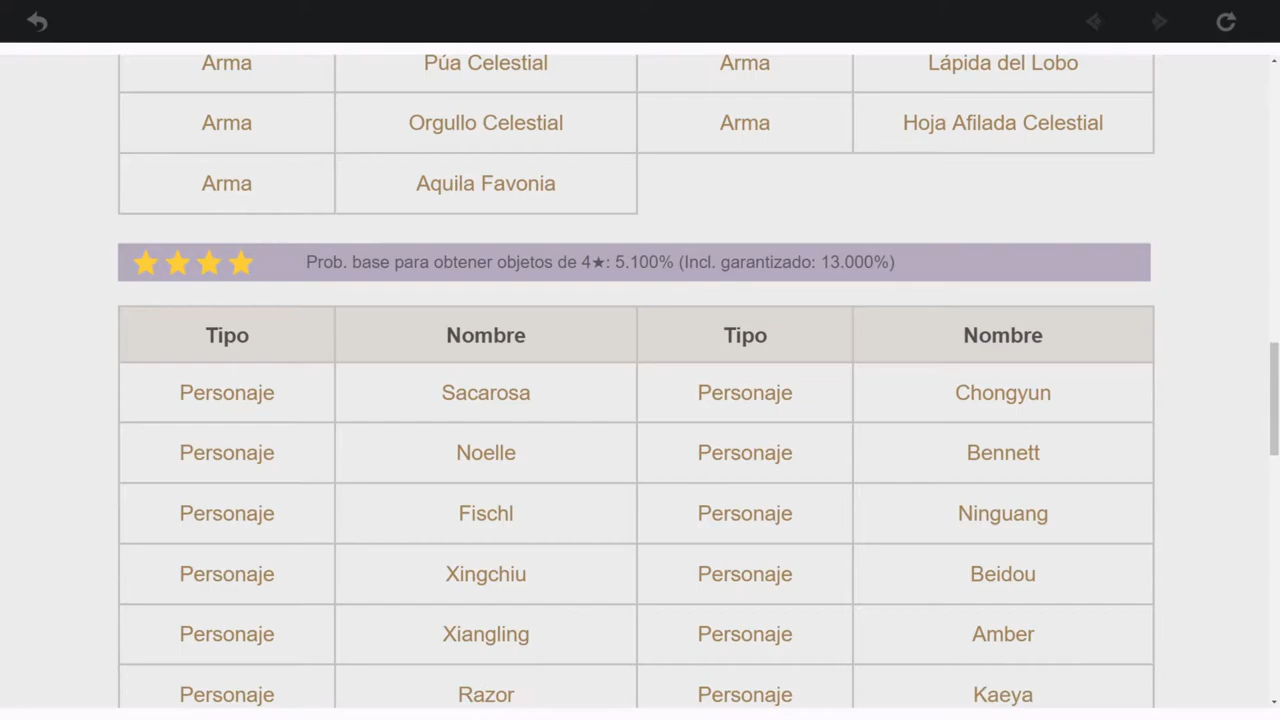 Arma Púa Celestial Arma Lápida del Lobo
Arma Orgullo Celestial Arma Hoja Afilada Celestial
Arma Aquila Favonia
Prob. base para obtener objetos de 4★: 5.100% (Incl. garantizado: 13.000%)
Tipo Nombre Tipo Nombre
Personaje Sacarosa Personaje Chongyun
Personaje Noelle Personaje Bennett
Personaje Fischl Personaje Ninguang
Personaje Xingchiu Personaje Beidou
Personaje Xiangling Personaje Amber
Personaje Razor Personaje Kaeya